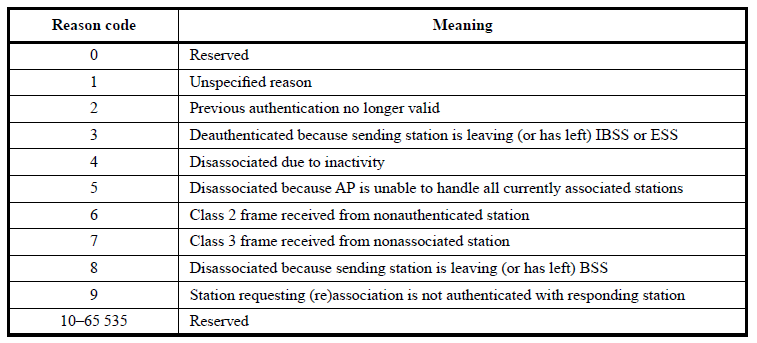 Reason code Meaning
0 Reserved
1 Unspecified reason
2 Previous authentication no longer valid
3 Deauthenticated because sending station is leaving (or has left) IBSS or ESS
4 Disassociated due to inactivity
5 Disassociated because AP is unable to handle all currently associated stations
6 Class 2 frame received from nonauthenticated station
7 Class 3 frame received from nonassociated station
8 Disassociated because sending station is leaving (or has left) BSS
9 Station requesting (re)association is not authenticated with responding station
10–65 535 Reserved